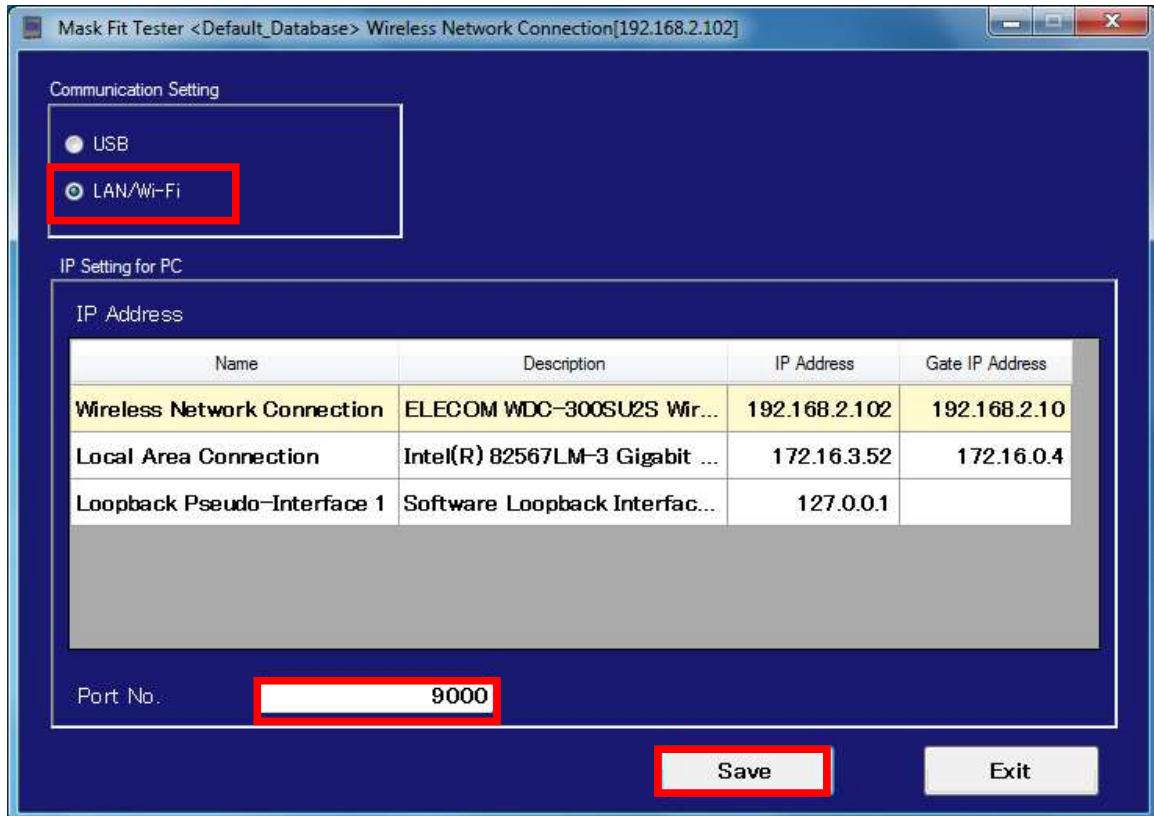 Mask Fit Tester <Default_Database> Wireless Network Connection[192.168.2.102]
Communication Setting
USB
LAN/Wi-Fi
IP Setting for PC
IP Address
Name Description IP Address Gate IP Address
Wireless Network Connection ELECOM WDC-300SU2S Wir... 192.168.2.102 192.168.2.10
Local Area Connection Intel(R) 82567LM-3 Gigabit ... 172.16.3.52 172.16.0.4
Loopback Pseudo-Interface 1 Software Loopback Interfac... 127.0.0.1
Port No. 9000
Save Exit